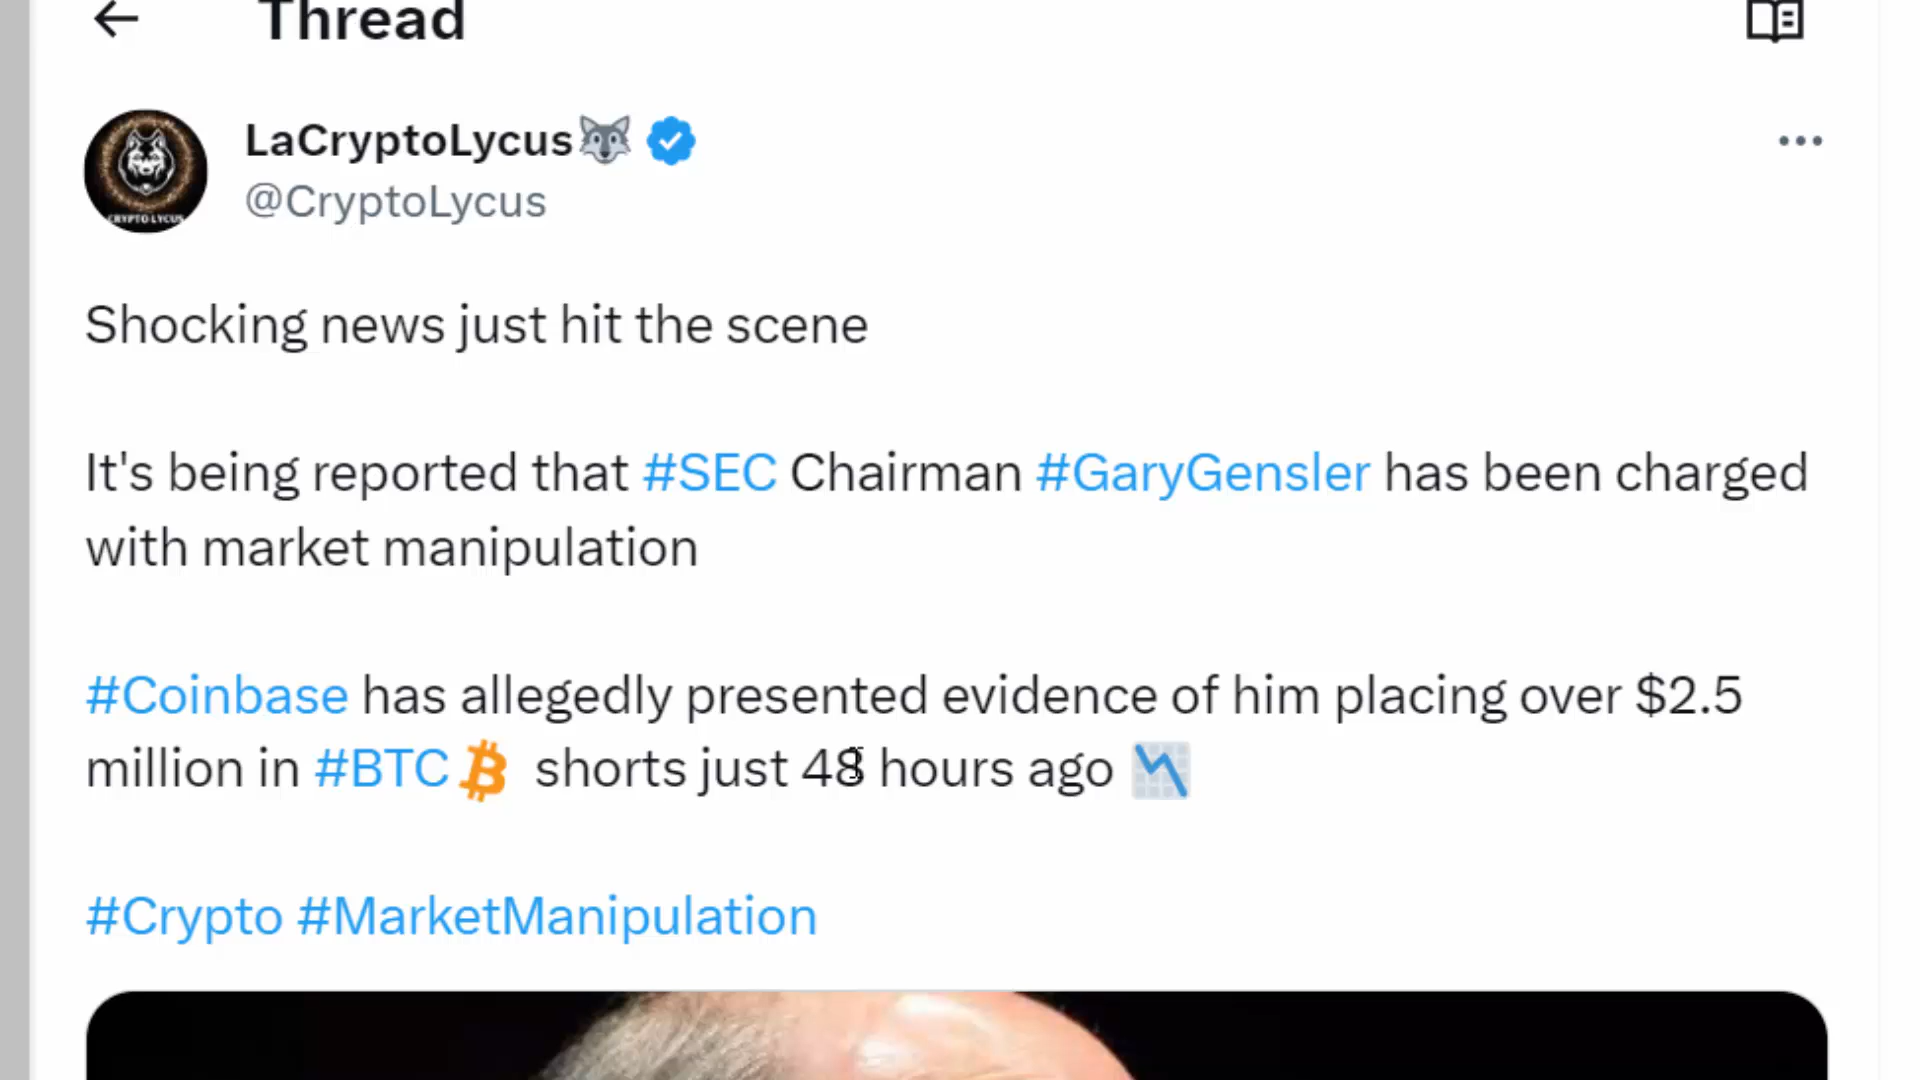 Thread
LaCryptoLycus🐺
@CryptoLycus
CRYPTO LYCUS
Shocking news just hit the scene
It's being reported that #SEC Chairman #GaryGensler has been charged
with market manipulation
#Coinbase has allegedly presented evidence of him placing over $2.5
million in #BTC shorts just 48 hours ago 📉
#Crypto #MarketManipulation